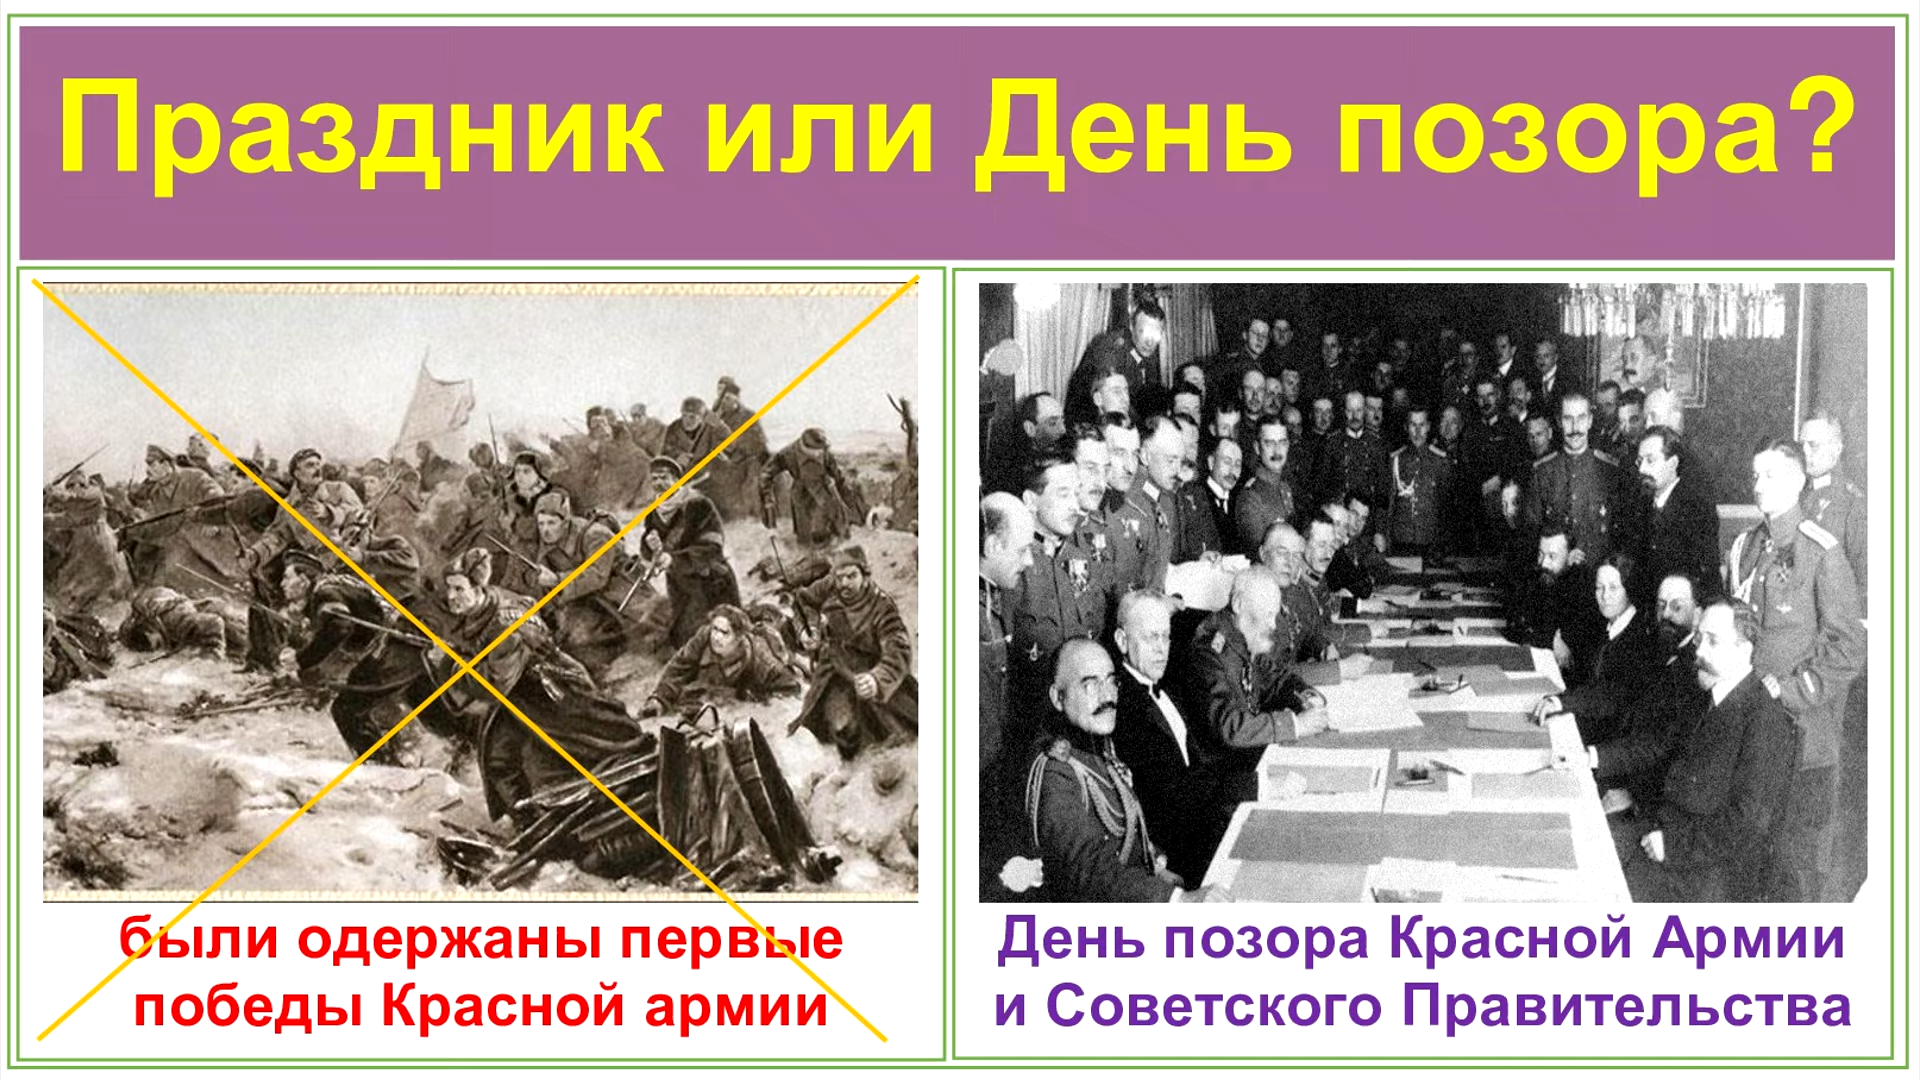 Праздник или День позора?
были одержаны первые
победы Красной армии
День позора Красной Армии
и Советского Правительства